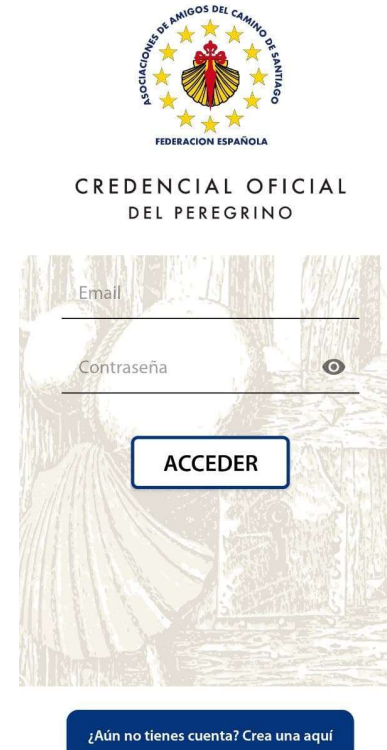 ASOCIACIONES DE AMIGOS DEL CAMINO DE SANTIAGO
FEDERACION ESPAÑOLA
CREDENCIAL OFICIAL
DEL PEREGRINO
Email
Contraseña
ACCEDER
¿Aún no tienes cuenta? Crea una aquí